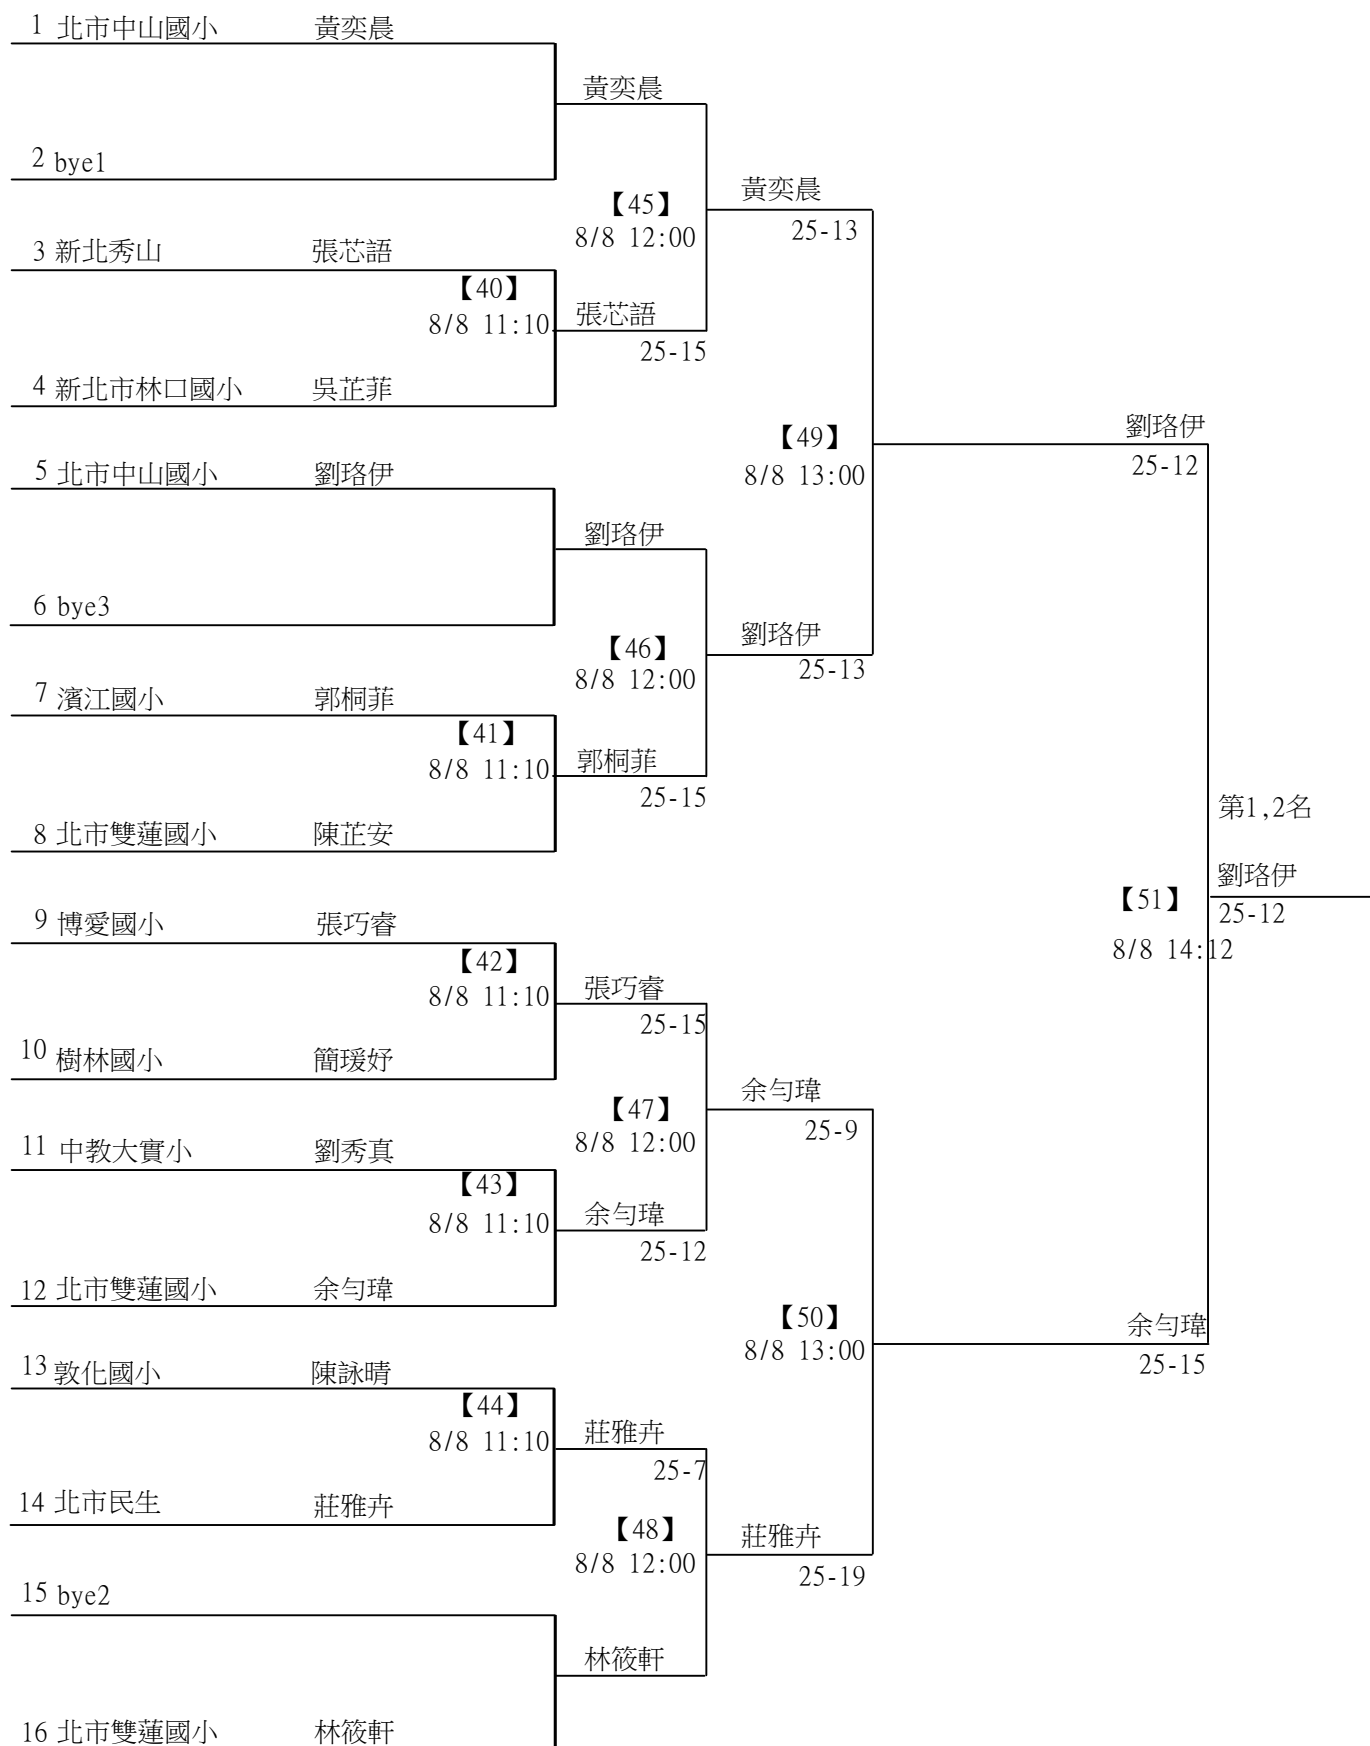 1 北市中山國小 黃奕晨
黃奕晨
2 bye1
黃奕晨
【45】
25-13
8/8 12:00
3 新北秀山 張芯語
【40】
張芯語
8/8 11:10
25-15
4 新北市林口國小 吳芷菲
劉珞伊
【49】
25-12
8/8 13:00
5 北市中山國小 劉珞伊
劉珞伊
6 bye3
劉珞伊
【46】
25-13
8/8 12:00
7 濱江國小 郭桐菲
【41】
郭桐菲
8/8 11:10
25-15
第1,2名
8 北市雙蓮國小 陳芷安
劉珞伊
【51】
25-12
8/8 14:12
9 博愛國小 張巧睿
【42】
張巧睿
8/8 11:10
25-15
10 樹林國小 簡瑗妤
余勻瑋
【47】
25-9
8/8 12:00
11 中教大實小 劉秀真
【43】
余勻瑋
8/8 11:10
25-12
12 北市雙蓮國小 余勻瑋
【50】
余勻瑋
8/8 13:00
25-15
13 敦化國小 陳詠晴
【44】
莊雅卉
8/8 11:10
25-7
14 北市民生 莊雅卉
【48】
莊雅卉
8/8 12:00
25-19
15 bye2
林筱軒
16 北市雙蓮國小 林筱軒